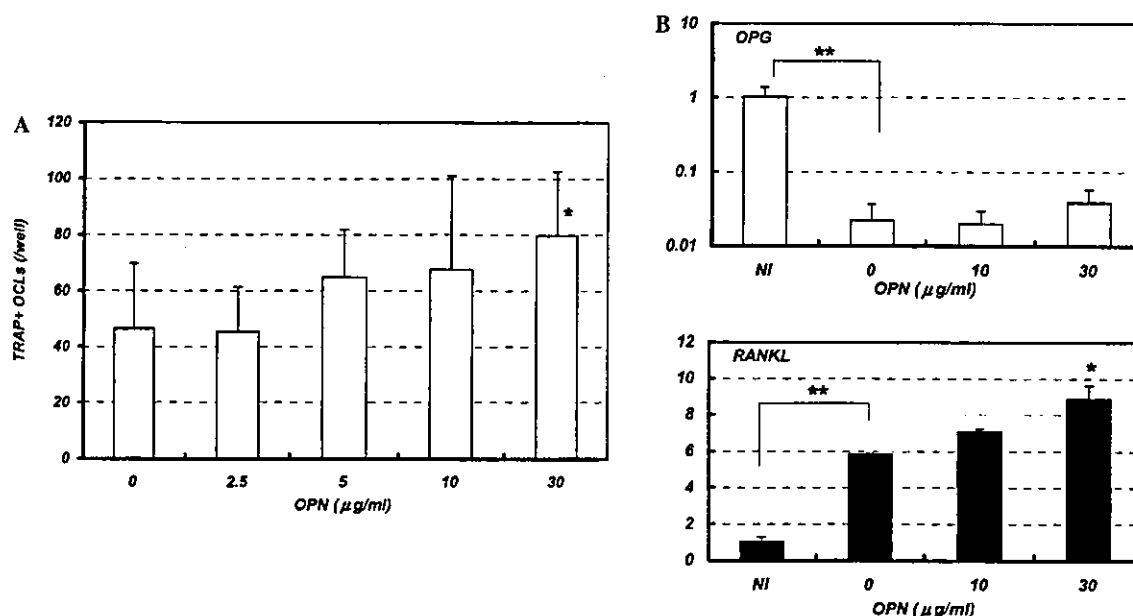 A
120
100
80
60
40
20
0
TRAP+ OCLs (/well)
*
0 2.5 5 10 30
OPN (μg/ml)
B
OPG
**
10
1
0.1
0.01
NI 0 10 30
OPN (μg/ml)
RANKL
**
*
12
10
8
6
4
2
0
NI 0 10 30
OPN (μg/ml)